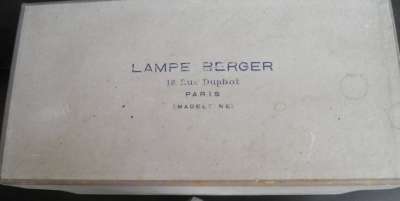 LAMPE BERGER
18 Rue Duphot
PARIS
(MADELEINE)